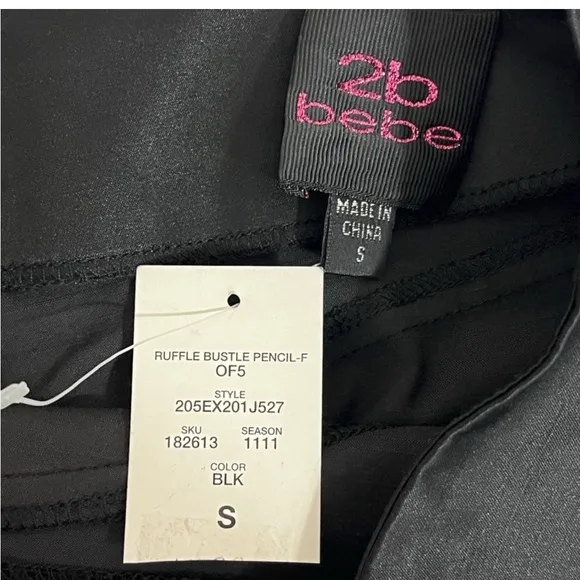 2b
bebe
MADE IN
CHINA
S
RUFFLE BUSTLE PENCIL-F
OF5
STYLE
205EX201J527
SKU SEASON
182613 1111
COLOR
BLK
S